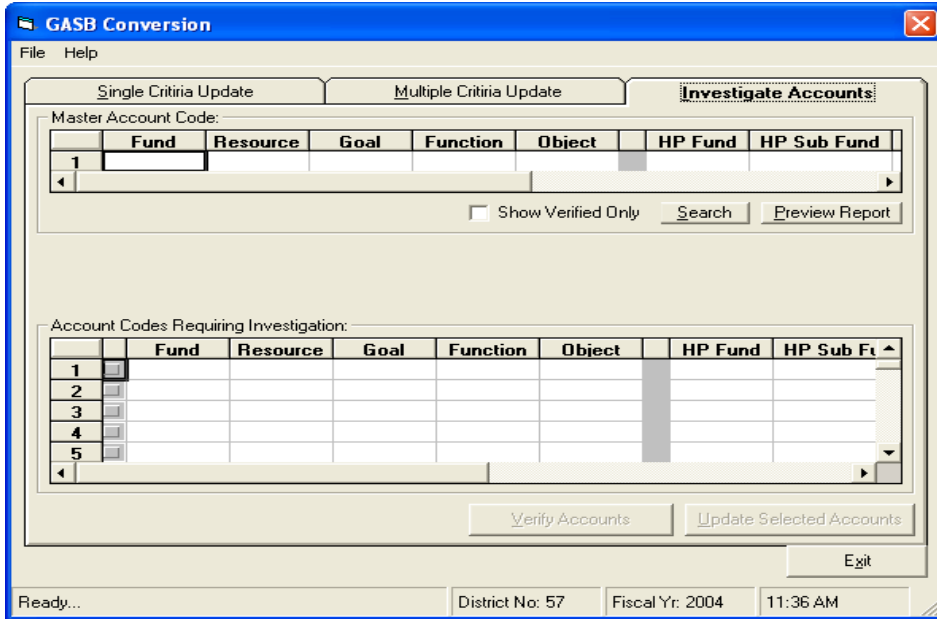 GASB Conversion
File Help
Single Critiria Update Multiple Critiria Update Investigate Accounts
Master Account Code:
Fund Resource Goal Function Object HP Fund HP Sub Fund
1
Show Verified Only Search Preview Report
Account Codes Requiring Investigation:
Fund Resource Goal Function Object HP Fund HP Sub Fu
1
2
3
4
5
Verify Accounts Update Selected Accounts
Exit
Ready... District No: 57 Fiscal Yr: 2004 11:36 AM